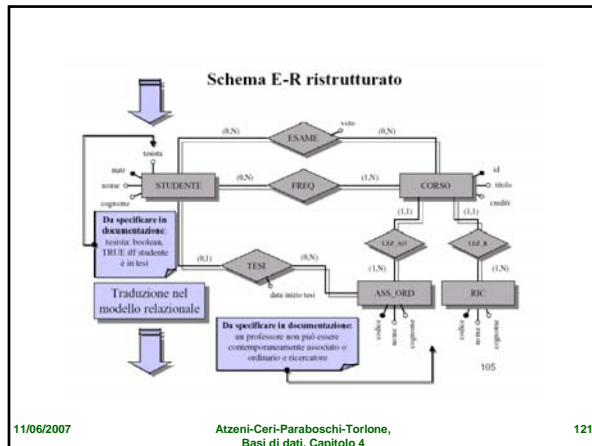 Schema E-R ristrutturato
voto
(0,N)
ESAME
(0,N)
tesista
id
matr
(0,N)
(1,N)
titolo
nome
STUDENTE
FREQ
CORSO
cognome
crediti
(1,1)
(1,1)
Da specificare in
documentazione:
tesista: boolean,
TRUE iff studente
è in tesi
LEZ_AO
LEZ_R
(0,1)
TESI
(0,N)
(1,N)
(1,N)
data inizio tesi
ASS_ORD
RIC
Traduzione nel
modello relazionale
Da specificare in documentazione:
un professore non può essere
contemporaneamente associato o
ordinario e ricercatore
codice
nome
cognome
codice
nome
cognome
105
11/06/2007
Atzeni-Ceri-Paraboschi-Torlone,
Basi di dati, Capitolo 4
121